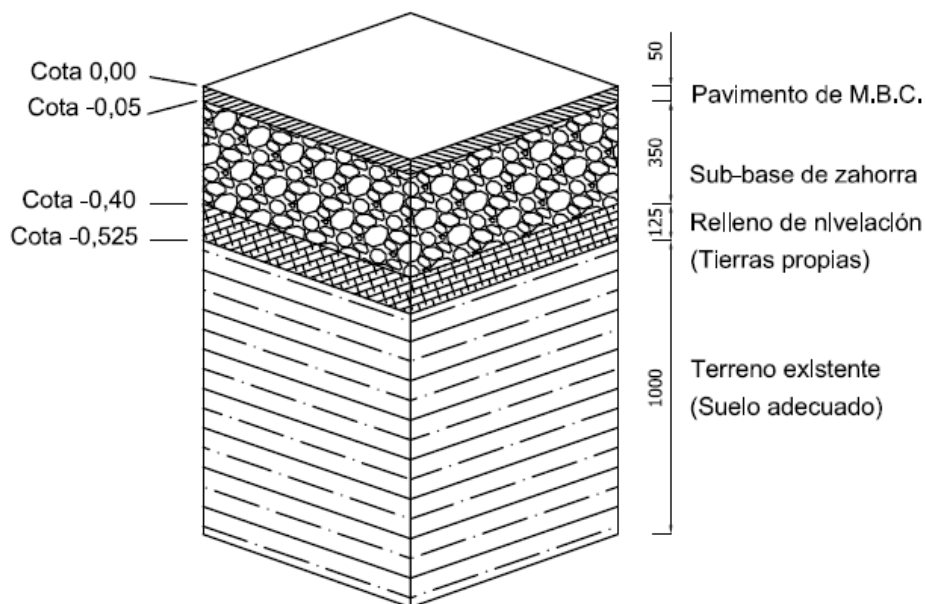 Cota 0,00
Cota -0,05
Cota -0,40
Cota -0,525
50
350
125
1000
Pavimento de M.B.C.
Sub-base de zahorra
Relleno de nivelación
(Tierras propias)
Terreno existente
(Suelo adecuado)